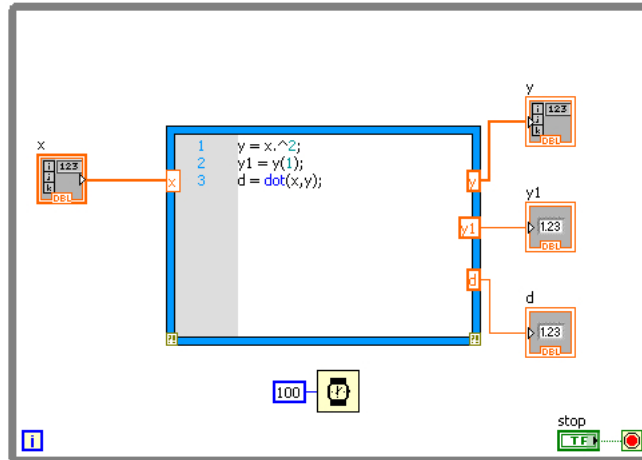 y
i 123
j
k
DBL
x
i 123
j
k
DBL
1 y = x.^2;
2 y1 = y(1);
3 d = dot(x,y);
x
y
y1
y1
1.23
DBL
d
d
1.23
DBL
?! ?!
100
stop
i
TF